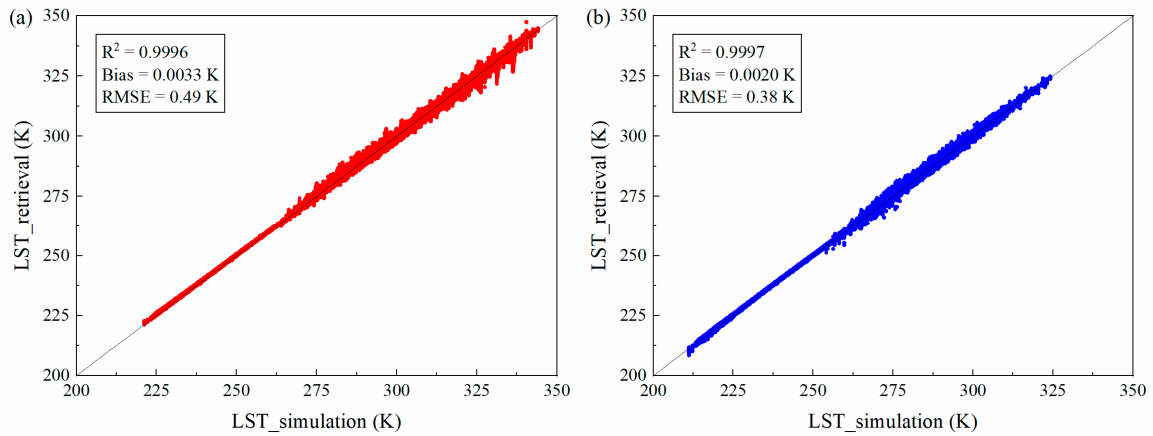 (a)
R² = 0.9996
Bias = 0.0033 K
RMSE = 0.49 K
LST_retrieval (K)
350
325
300
275
250
225
200
200 225 250 275 300 325 350
LST_simulation (K)
(b)
R² = 0.9997
Bias = 0.0020 K
RMSE = 0.38 K
LST_retrieval (K)
350
325
300
275
250
225
200
200 225 250 275 300 325 350
LST_simulation (K)